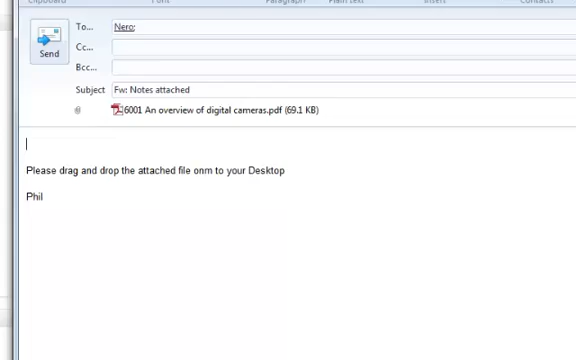 Clipboard
Font
Paragraph
Plain text
Insert
Contacts
To...
Nero;
Send
Cc...
Bcc...
Subject
Fw: Notes attached
6001 An overview of digital cameras.pdf (69.1 KB)
Please drag and drop the attached file onm to your Desktop
Phil